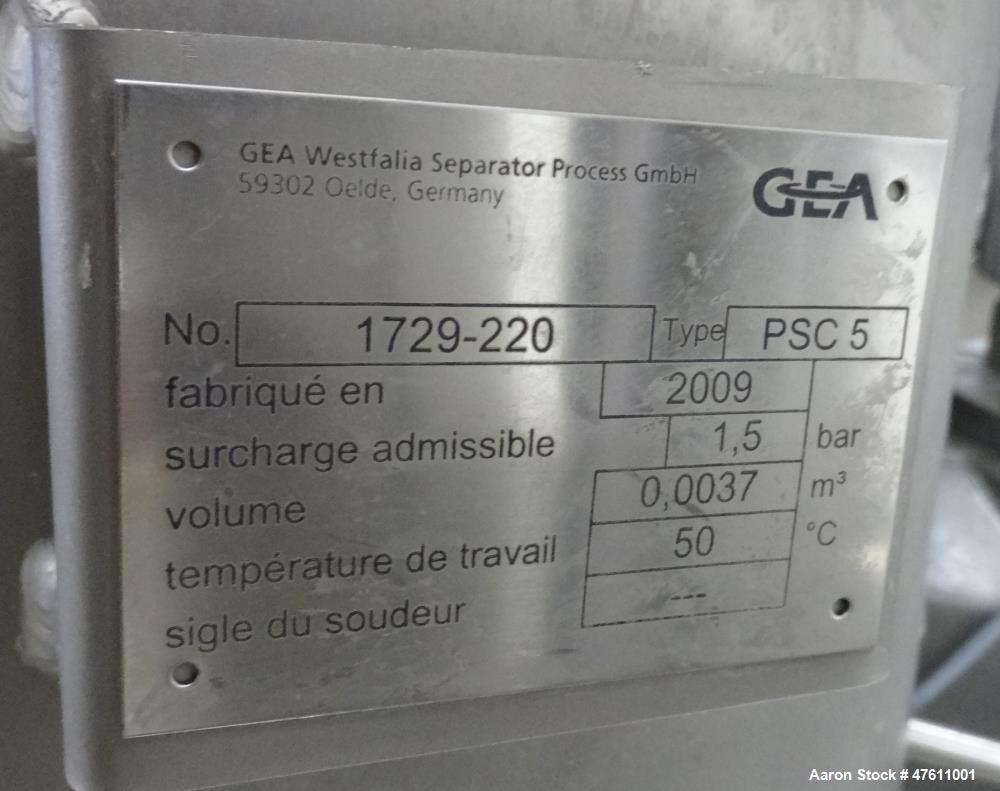 GEA Westfalia Separator Process GmbH
59302 Oelde, Germany
GEA
No. 1729-220 Type PSC 5
fabriqué en 2009
surcharge admissible 1,5 bar
volume 0,0037 m³
température de travail 50 °C
sigle du soudeur ---
Aaron Stock # 47611001